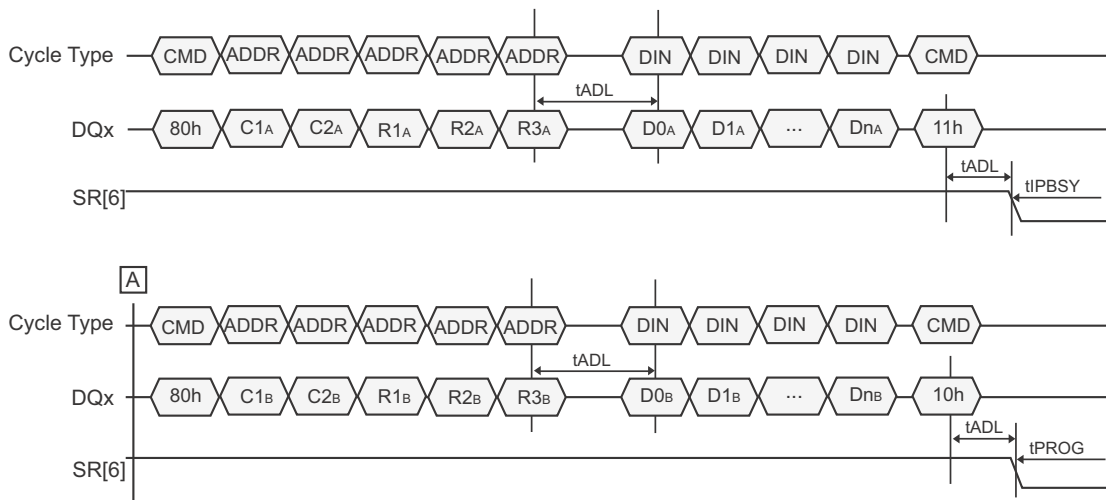 Cycle Type CMD ADDR ADDR ADDR ADDR ADDR DIN DIN DIN DIN CMD
tADL
DQx 80h C1A C2A R1A R2A R3A D0A D1A ... DnA 11h
tADL
SR[6] tIPBSY
A
Cycle Type CMD ADDR ADDR ADDR ADDR ADDR DIN DIN DIN DIN CMD
tADL
DQx 80h C1B C2B R1B R2B R3B D0B D1B ... DnB 10h
tADL
SR[6] tPROG